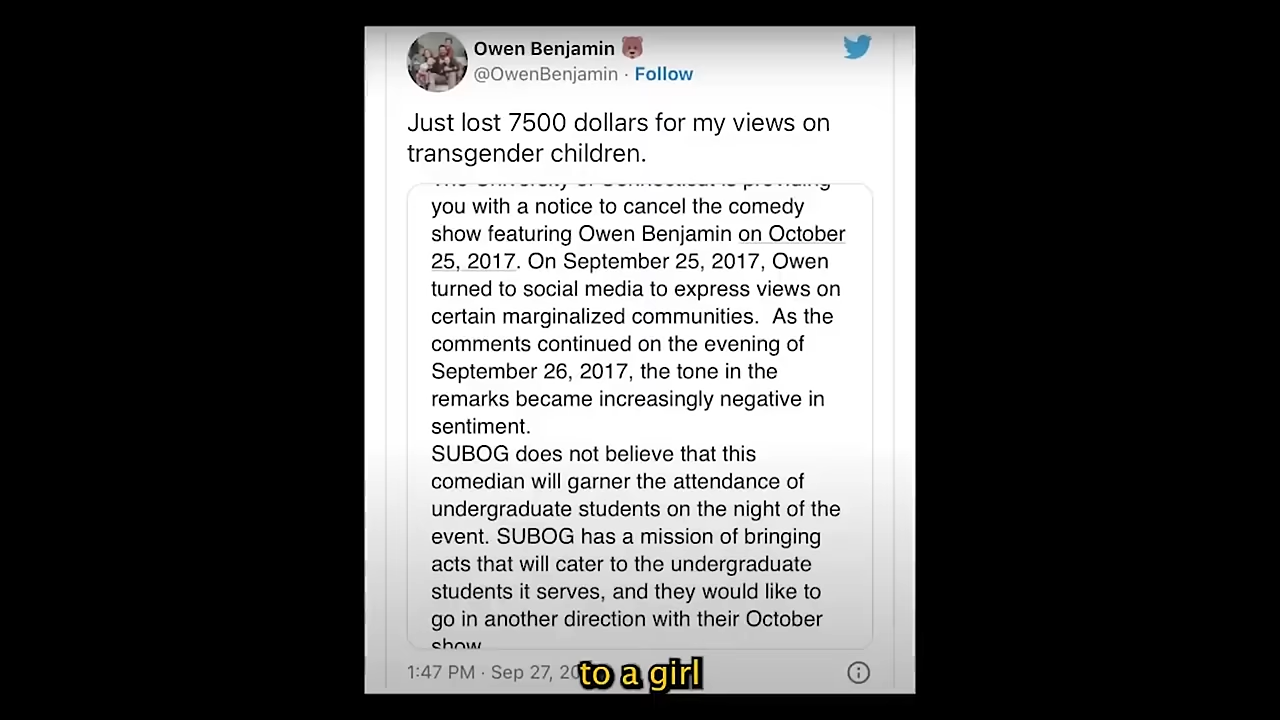 Owen Benjamin
@OwenBenjamin · Follow
Just lost 7500 dollars for my views on
transgender children.
The University of Connecticut is providing
you with a notice to cancel the comedy
show featuring Owen Benjamin on October
25, 2017. On September 25, 2017, Owen
turned to social media to express views on
certain marginalized communities.  As the
comments continued on the evening of
September 26, 2017, the tone in the
remarks became increasingly negative in
sentiment.
SUBOG does not believe that this
comedian will garner the attendance of
undergraduate students on the night of the
event. SUBOG has a mission of bringing
acts that will cater to the undergraduate
students it serves, and they would like to
go in another direction with their October
show
1:47 PM · Sep 27, 20
to a girl